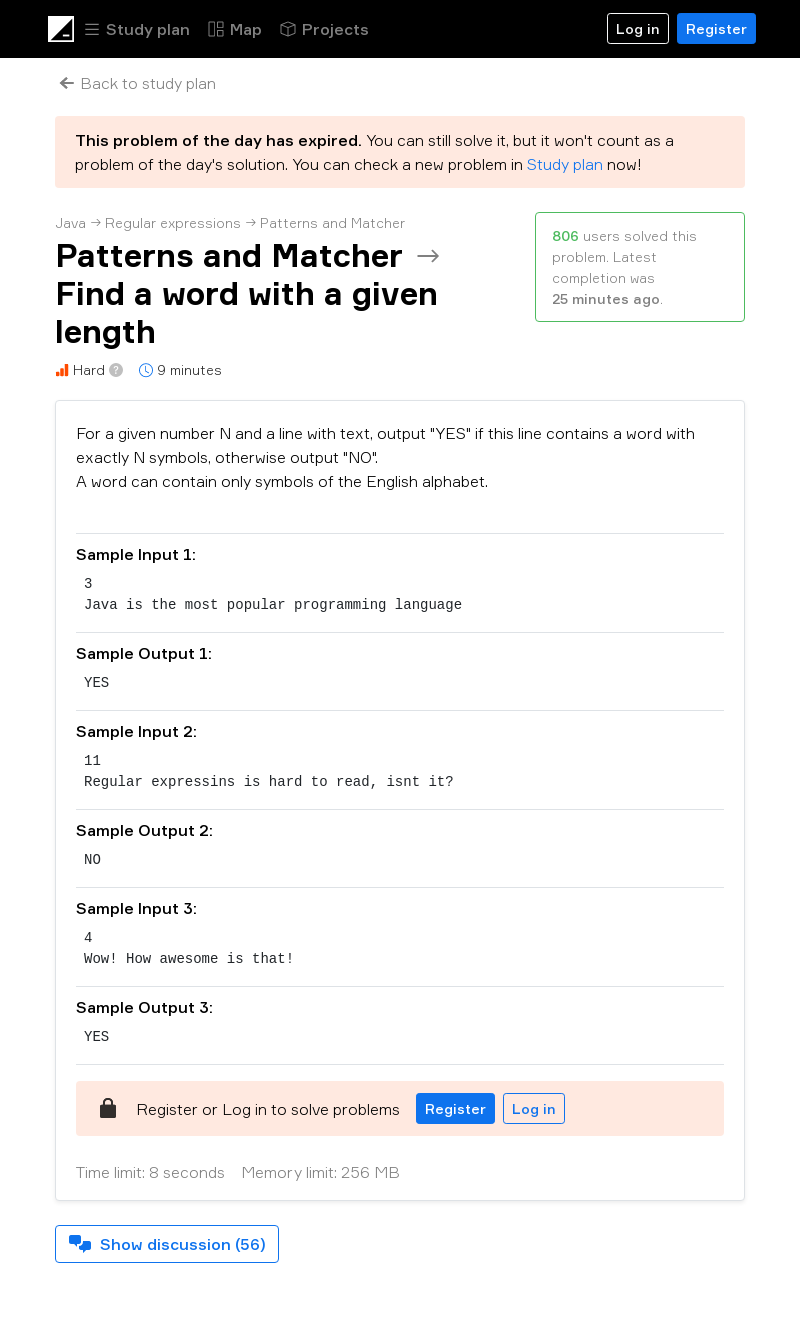 Study plan Map Projects Log in Register
Back to study plan
This problem of the day has expired. You can still solve it, but it won't count as a
problem of the day's solution. You can check a new problem in Study plan now!
Java → Regular expressions → Patterns and Matcher
Patterns and Matcher →
Find a word with a given
length
Hard ? 9 minutes
806 users solved this
problem. Latest
completion was
25 minutes ago.
For a given number N and a line with text, output "YES" if this line contains a word with
exactly N symbols, otherwise output "NO".
A word can contain only symbols of the English alphabet.
Sample Input 1:
3
Java is the most popular programming language
Sample Output 1:
YES
Sample Input 2:
11
Regular expressins is hard to read, isnt it?
Sample Output 2:
NO
Sample Input 3:
4
Wow! How awesome is that!
Sample Output 3:
YES
Register or Log in to solve problems Register Log in
Time limit: 8 seconds Memory limit: 256 MB
Show discussion (56)